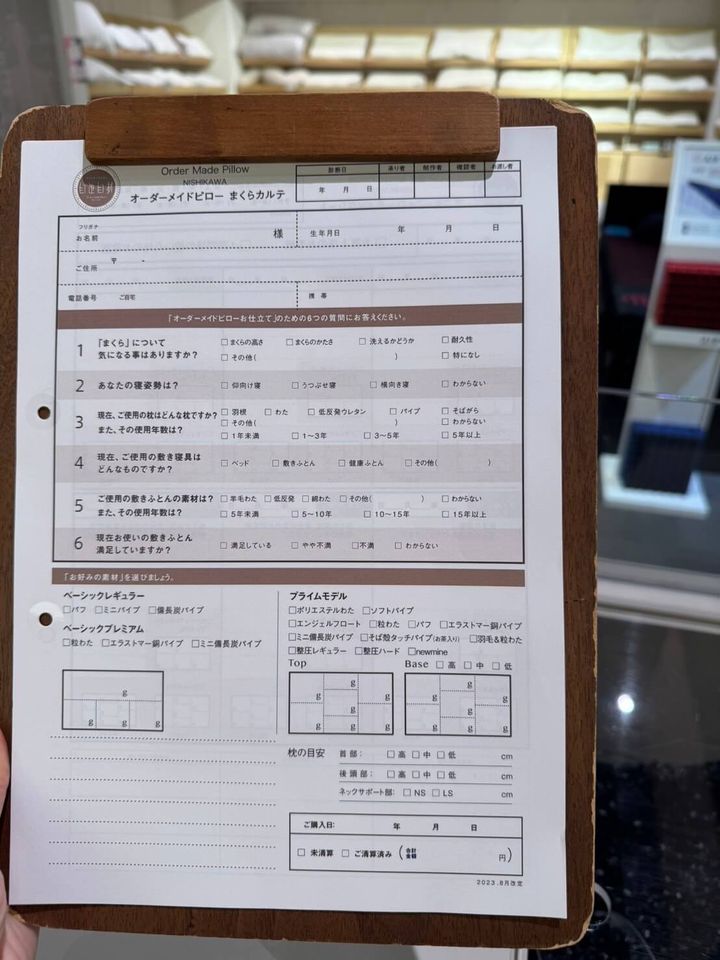 Order Made Pillow
NISHIKAWA
オーダーメイドピロー まくらカルテ
診断日 承り者 制作者 確認者 お渡し者
年 月 日
フリガナ
お名前 様 生年月日 年 月 日
ご住所 〒 -
電話番号 ご自宅 携帯
「オーダーメイドピローお仕立て」のための6つの質問にお答えください。
1 「まくら」について
気になる事はありますか？
□まくらの高さ □まくらのかたさ □洗えるかどうか □耐久性
□その他( ) □特になし
2 あなたの寝姿勢は？ □仰向け寝 □うつぶせ寝 □横向き寝 □わからない
3 現在、ご使用の枕はどんな枕ですか？
また、その使用年数は？
□羽根 □わた □低反発ウレタン □パイプ □そばがら
□その他( ) □わからない
□1年未満 □1～3年 □3～5年 □5年以上
4 現在、ご使用の敷き寝具は
どんなものですか？
□ベッド □敷きふとん □健康ふとん □その他( )
5 ご使用の敷きふとんの素材は？
また、その使用年数は？
□羊毛わた □低反発 □綿わた □その他( ) □わからない
□5年未満 □5～10年 □10～15年 □15年以上
6 現在お使いの敷きふとん
満足していますか？
□満足している □やや不満 □不満 □わからない
「お好みの素材」を選びましょう。
ベーシックレギュラー
□パフ □ミニパイプ □備長炭パイプ
ベーシックプレミアム
□粒わた □エラストマー銅パイプ □ミニ備長炭パイプ
g
g g g
プライムモデル
□ポリエステルわた □ソフトパイプ
□エンジェルフロート □粒わた □パフ □エラストマー銅パイプ
□ミニ備長炭パイプ □そば殻タッチパイプ(お茶入り) □羽毛&粒わた
□整圧レギュラー □整圧ハード □newmine
Top Base □高 □中 □低
g g g g g g
g g
g g g g g g
枕の目安 首部： □高 □中 □低 cm
後頭部： □高 □中 □低 cm
ネックサポート部： □NS □LS cm
ご購入日： 年 月 日
□未清算 □ご清算済み (合計金額 円)
2023.8月改定